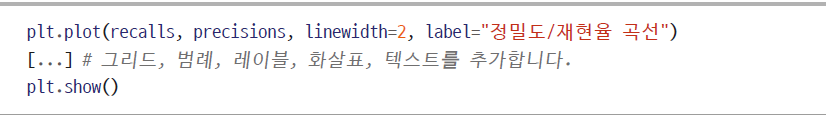 plt.plot(recalls, precisions, linewidth=2, label="정밀도/재현율 곡선")
[...] # 그리드, 범례, 레이블, 화살표, 텍스트를 추가합니다.
plt.show()